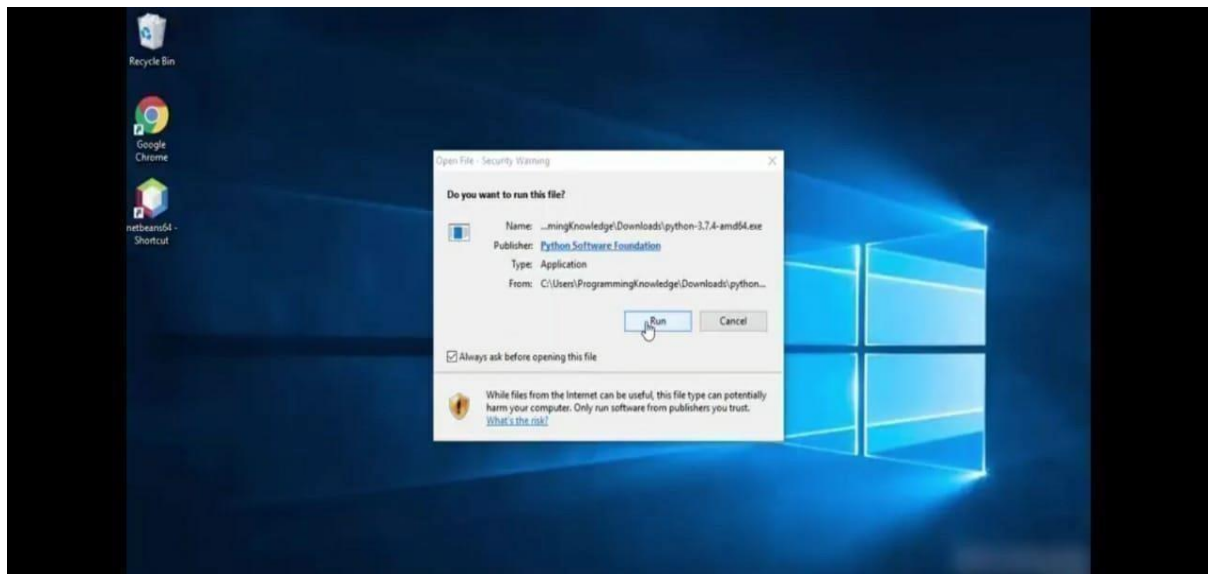 Recycle Bin
Google
Chrome
netbeans64 -
Shortcut
Open File - Security Warning
Do you want to run this file?
Name: ...mingKnowledge\Downloads\python-3.7.4-amd64.exe
Publisher: Python Software Foundation
Type: Application
From: C:\Users\ProgrammingKnowledge\Downloads\python...
Run Cancel
Always ask before opening this file
While files from the Internet can be useful, this file type can potentially
harm your computer. Only run software from publishers you trust.
What's the risk?